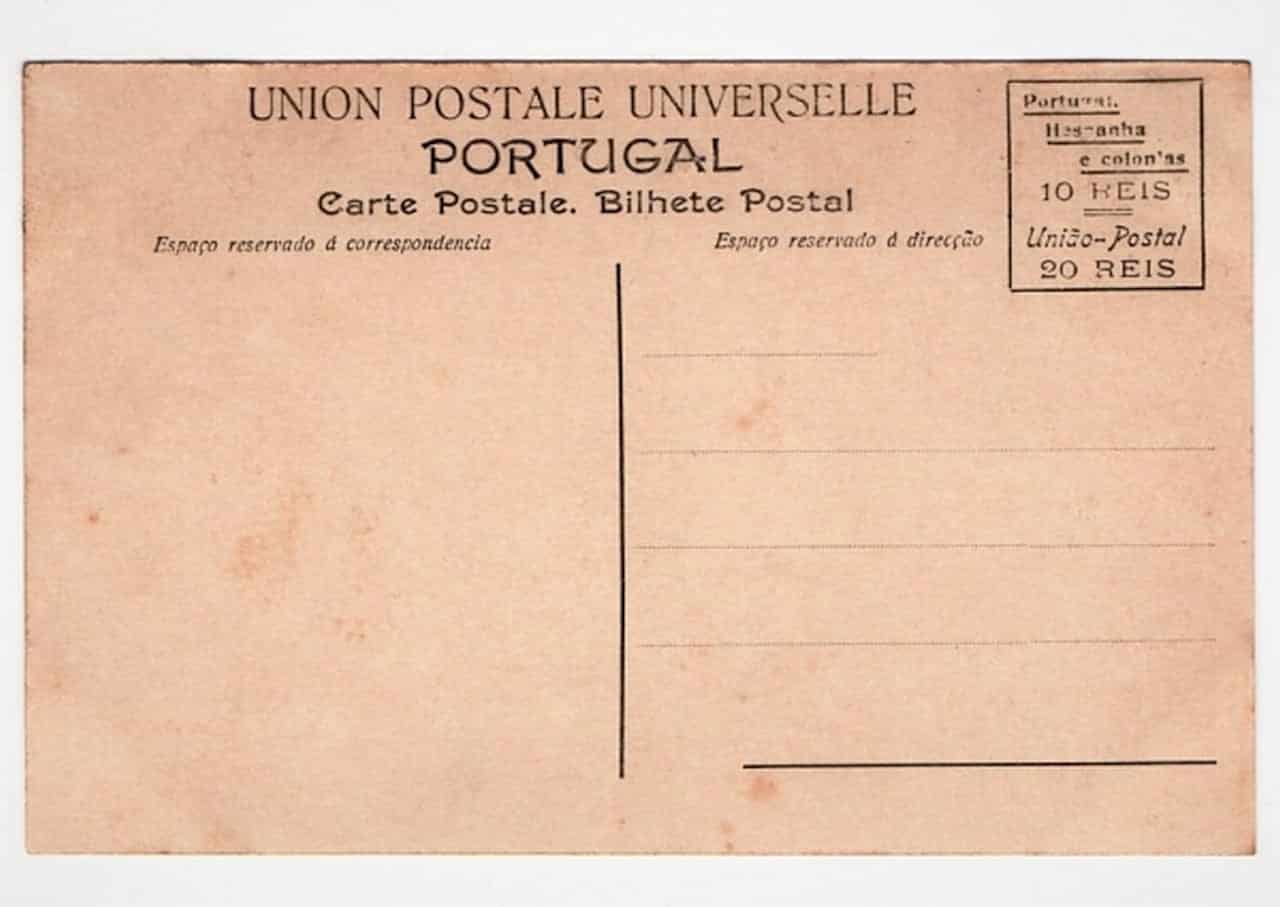 UNION POSTALE UNIVERSELLE
PORTUGAL
Carte Postale. Bilhete Postal
Espaço reservado á correspondencia
Espaço reservado á direcção
Portugal,
Hespanha
e colonias
10 REIS
União-Postal
20 REIS